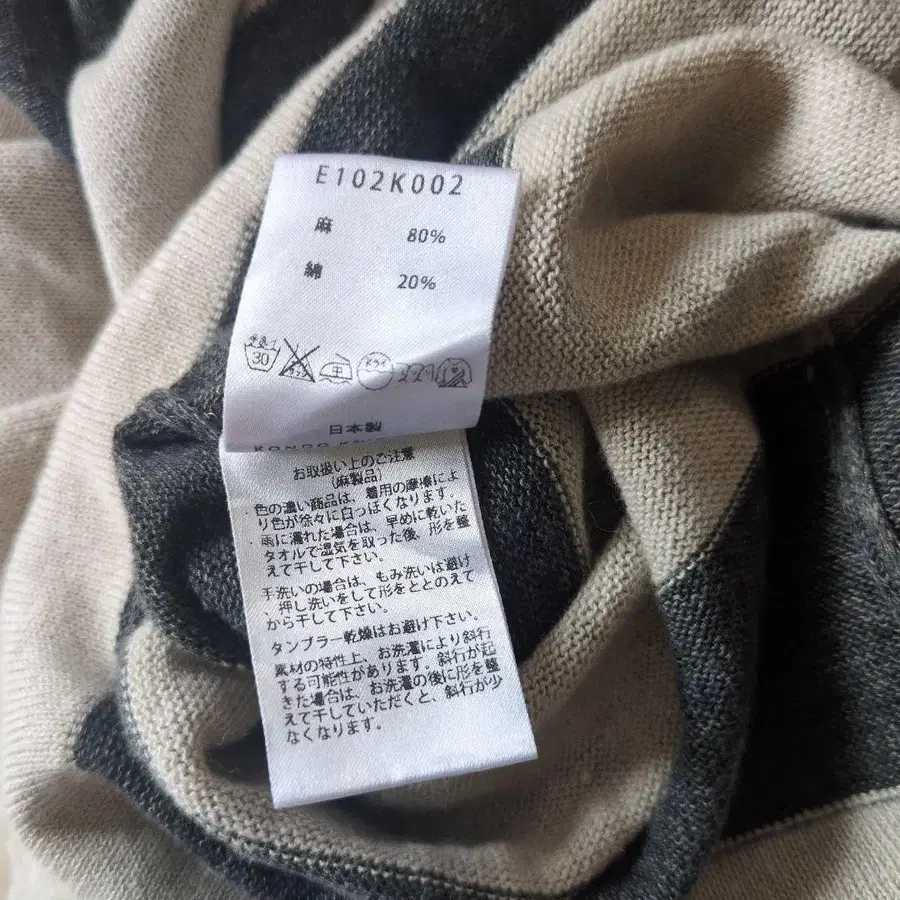 E102K002
麻 80%
綿 20%
30
ドライ
日本製
お取扱い上のご注意
(麻製品)
・色の濃い商品は、着用の摩擦によ
り色が徐々に白っぽくなります。
・雨に濡れた場合は、早めに乾いた
タオルで湿気を取った後、形を整
えて干して下さい。
手洗いの場合は、もみ洗いは避け
押し洗いをして形をととのえて
から干して下さい。
タンブラー乾燥はお避け下さい。
素材の特性上、お洗濯により斜行
する可能性があります。斜行が起
きた場合は、お洗濯の後に形を整
えて干していただくと、斜行が少
なくなります。